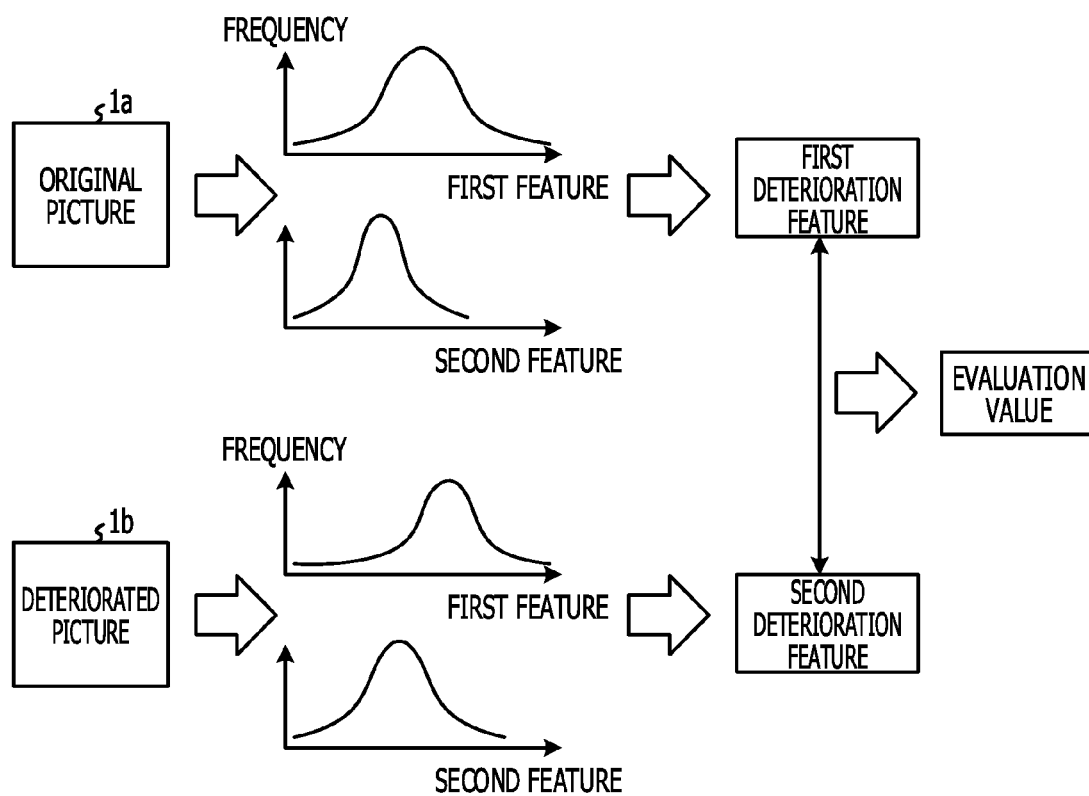 FREQUENCY
1a
ORIGINAL
PICTURE
FIRST FEATURE
SECOND FEATURE
FIRST
DETERIORATION
FEATURE
EVALUATION
VALUE
FREQUENCY
1b
DETERIORATED
PICTURE
FIRST FEATURE
SECOND FEATURE
SECOND
DETERIORATION
FEATURE